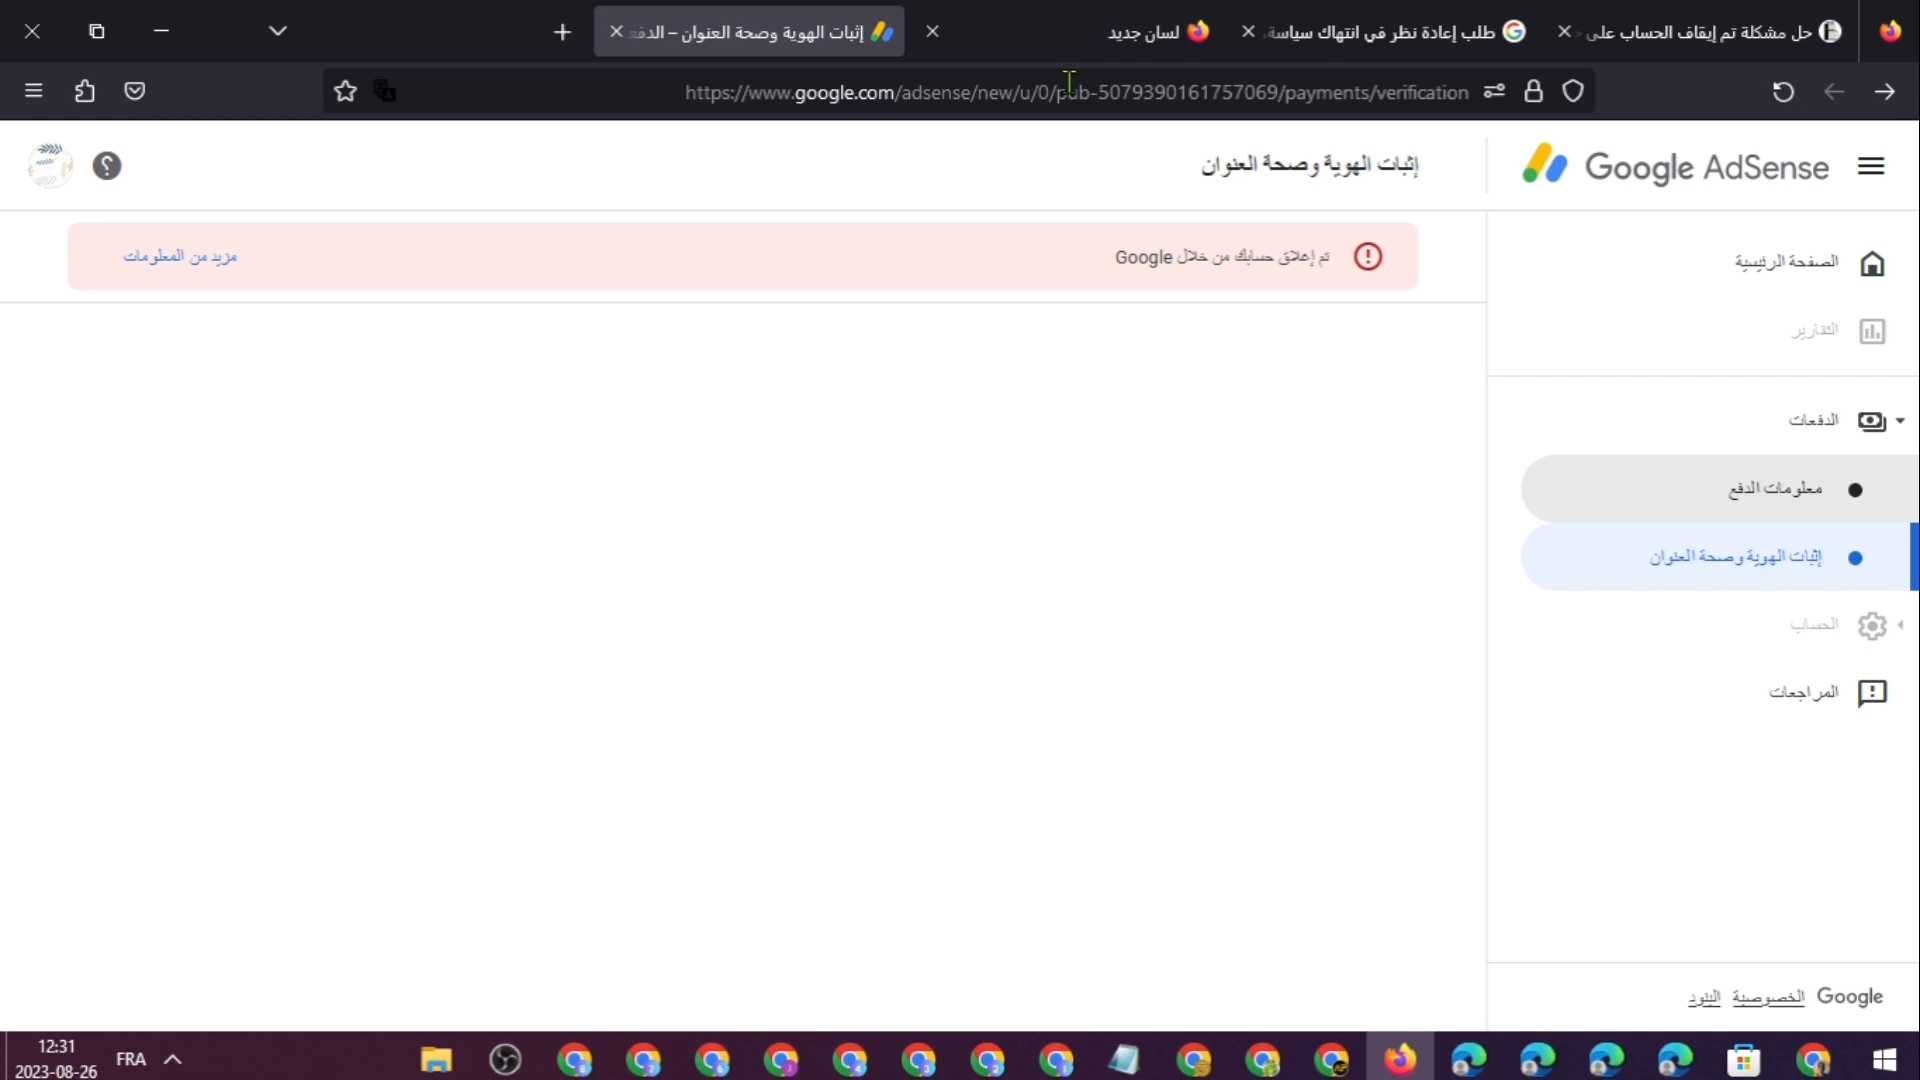 حل مشكلة تم إيقاف الحساب على
طلب إعادة نظر في انتهاك سياسة
لسان جديد
إثبات الهوية وصحة العنوان – الدفع
https://www.google.com/adsense/new/u/0/pub-5079390161757069/payments/verification
Google AdSense
إثبات الهوية وصحة العنوان
تم إغلاق حسابك من خلال Google
مزيد من المعلومات
الصفحة الرئيسية
التقارير
الدفعات
معلومات الدفع
إثبات الهوية وصحة العنوان
الحساب
المراجعات
Google الخصوصية البنود
12:31
FRA
2023-08-26